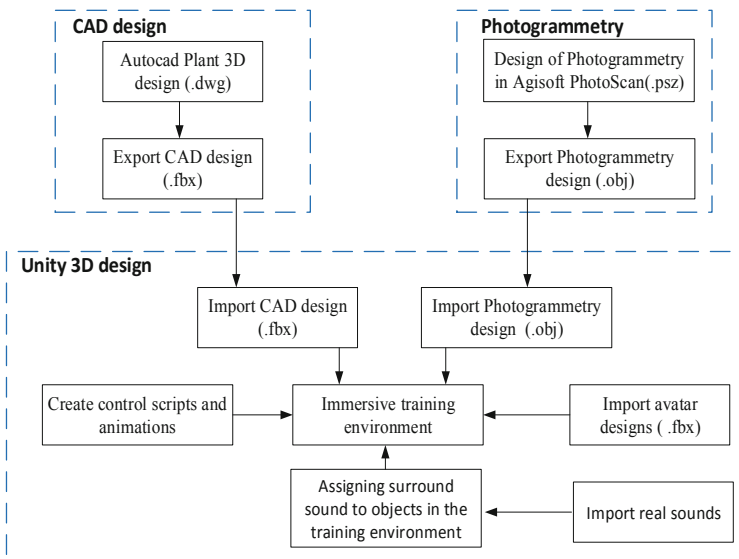 CAD design
Autocad Plant 3D
design (.dwg)
Export CAD design
(.fbx)
Photogrammetry
Design of Photogrammetry
in Agisoft PhotoScan(.psz)
Export Photogrammetry
design (.obj)
Unity 3D design
Import CAD design
(.fbx)
Import Photogrammetry
design (.obj)
Create control scripts and
animations
Immersive training
environment
Import avatar
designs ( .fbx)
Assigning surround
sound to objects in the
training environment
Import real sounds